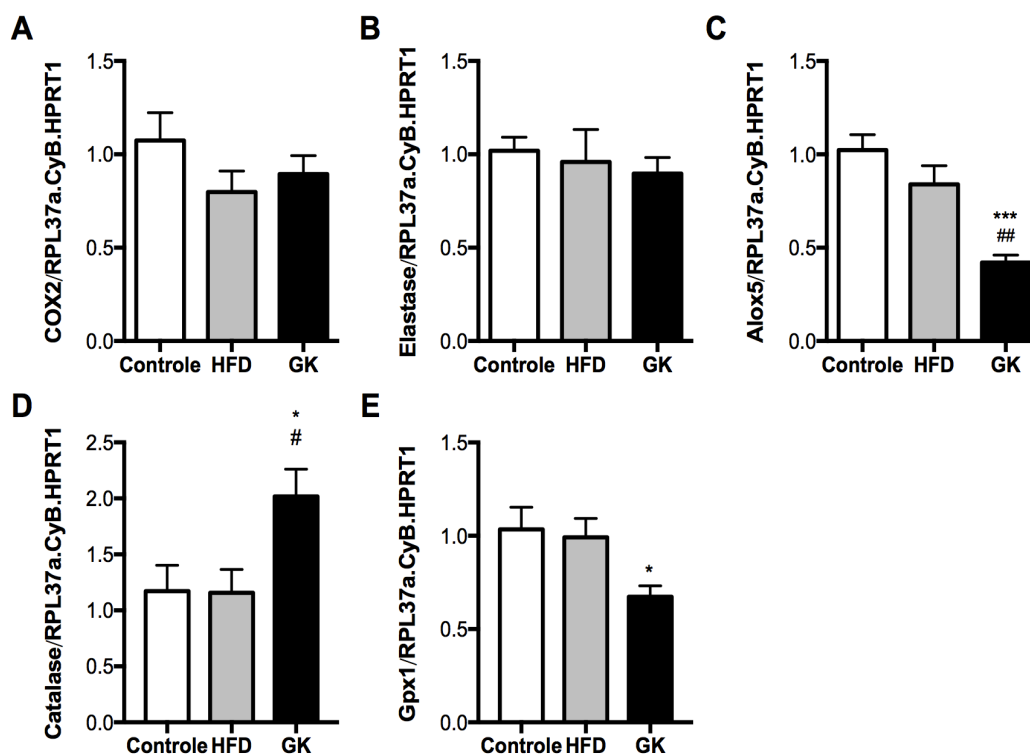 A
COX2/RPL37a.CyB.HPRT1
1.5
1.0
0.5
0.0
Controle HFD GK
B
Elastase/RPL37a.CyB.HPRT1
1.5
1.0
0.5
0.0
Controle HFD GK
C
Alox5/RPL37a.CyB.HPRT1
1.5
1.0
0.5
0.0
***
##
Controle HFD GK
D
Catalase/RPL37a.CyB.HPRT1
2.5
2.0
1.5
1.0
0.5
0.0
*
#
Controle HFD GK
E
Gpx1/RPL37a.CyB.HPRT1
1.5
1.0
0.5
0.0
*
Controle HFD GK